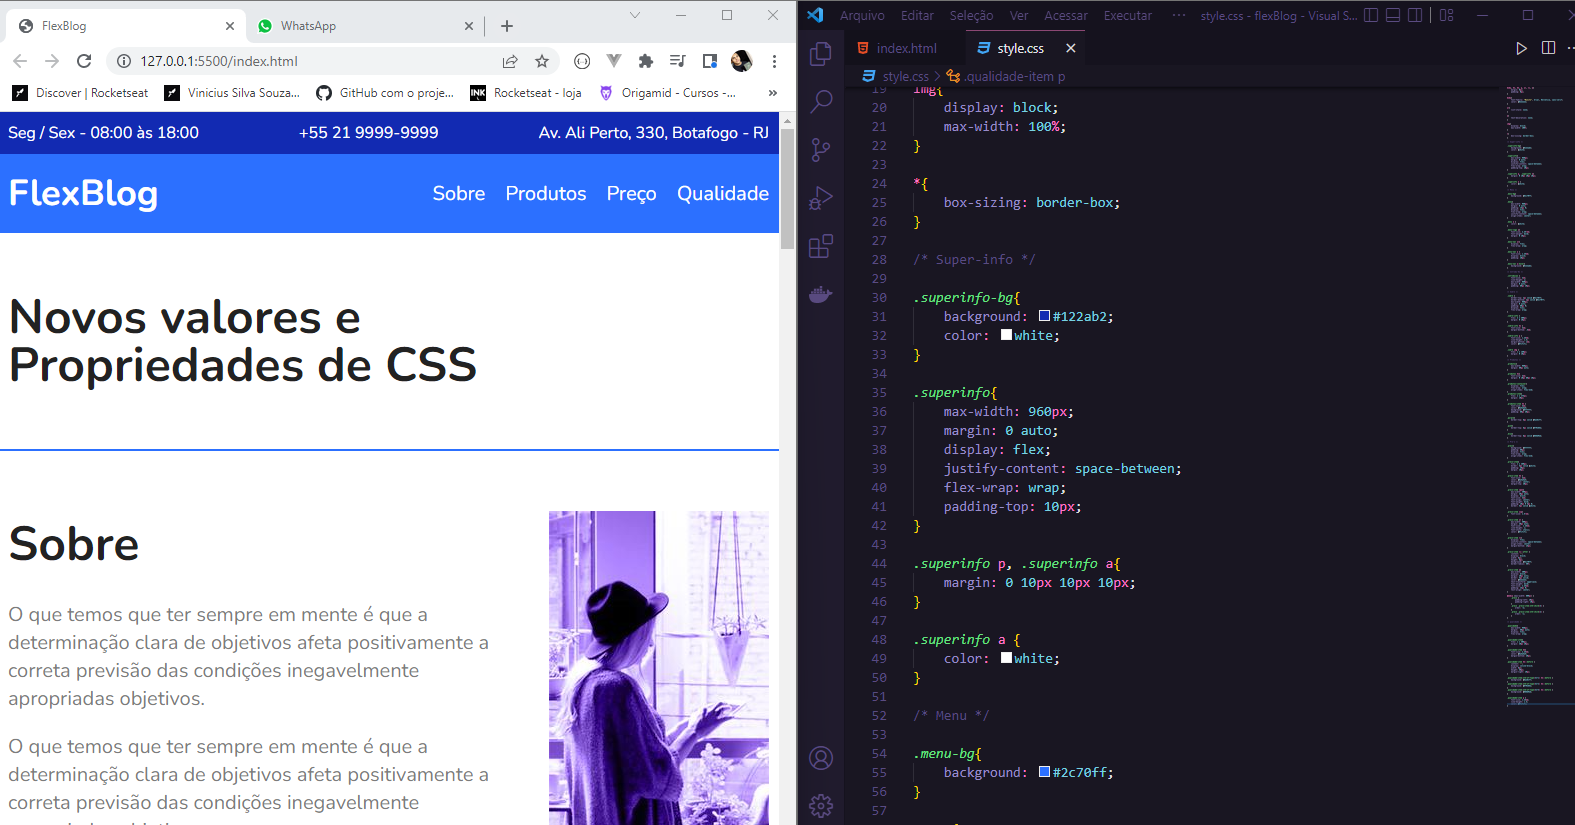 FlexBlog
WhatsApp
127.0.0.1:5500/index.html
Discover | Rocketseat
Vinicius Silva Souza...
GitHub com o proje...
INK
Rocketseat - loja
Origamid - Cursos -...
»
Seg / Sex - 08:00 às 18:00
+55 21 9999-9999
Av. Ali Perto, 330, Botafogo - RJ
FlexBlog
Sobre
Produtos
Preço
Qualidade
Novos valores e
Propriedades de CSS
Sobre
O que temos que ter sempre em mente é que a
determinação clara de objetivos afeta positivamente a
correta previsão das condições inegavelmente
apropriadas objetivos.
O que temos que ter sempre em mente é que a
determinação clara de objetivos afeta positivamente a
correta previsão das condições inegavelmente
Arquivo
Editar
Seleção
Ver
Acessar
Executar
···
style.css - flexBlog - Visual S...
index.html
style.css
style.css > .qualidade-item p
19 img{
20 display: block;
21 max-width: 100%;
22 }
23
24 *{
25 box-sizing: border-box;
26 }
27
28 /* Super-info */
29
30 .superinfo-bg{
31 background: #122ab2;
32 color: white;
33 }
34
35 .superinfo{
36 max-width: 960px;
37 margin: 0 auto;
38 display: flex;
39 justify-content: space-between;
40 flex-wrap: wrap;
41 padding-top: 10px;
42 }
43
44 .superinfo p, .superinfo a{
45 margin: 0 10px 10px 10px;
46 }
47
48 .superinfo a {
49 color: white;
50 }
51
52 /* Menu */
53
54 .menu-bg{
55 background: #2c70ff;
56 }
57